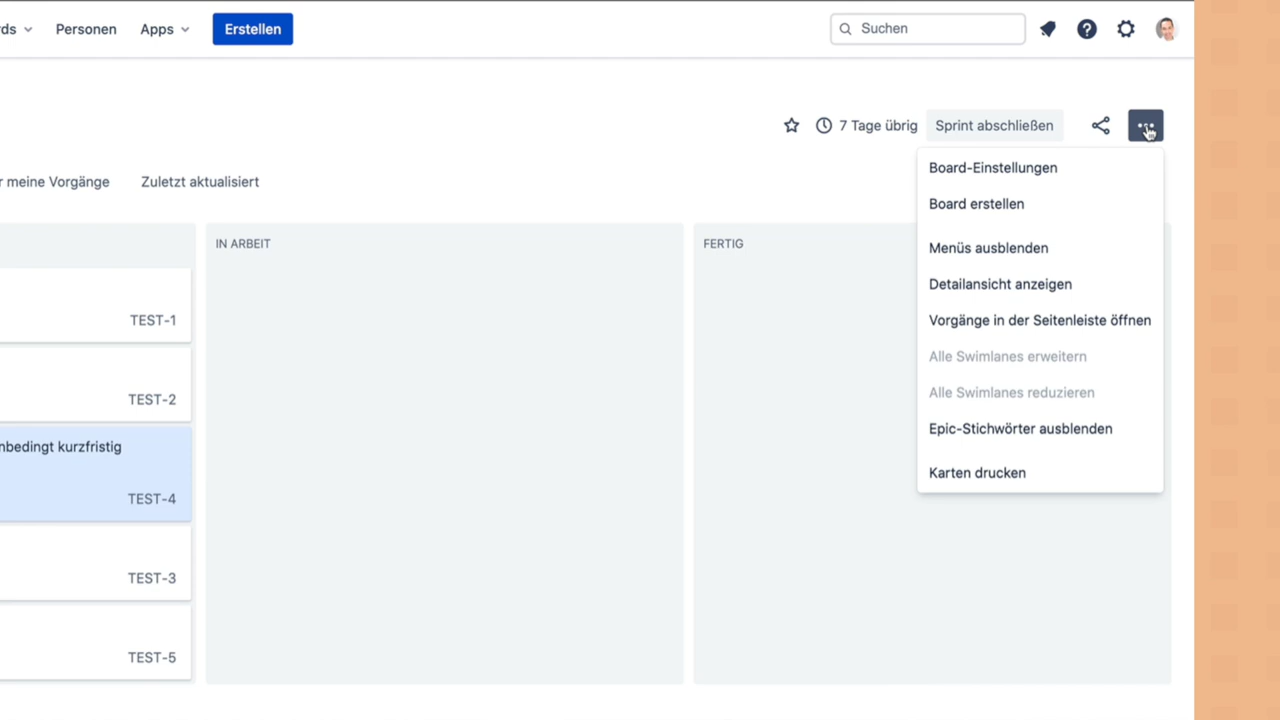 Personen Apps Erstellen Suchen
7 Tage übrig Sprint abschließen
meine Vorgänge Zuletzt aktualisiert
Board-Einstellungen
Board erstellen
Menüs ausblenden
Detailansicht anzeigen
Vorgänge in der Seitenleiste öffnen
Alle Swimlanes erweitern
Alle Swimlanes reduzieren
Epic-Stichwörter ausblenden
Karten drucken
IN ARBEIT
FERTIG
TEST-1
TEST-2
kurzfristig
TEST-4
TEST-3
TEST-5